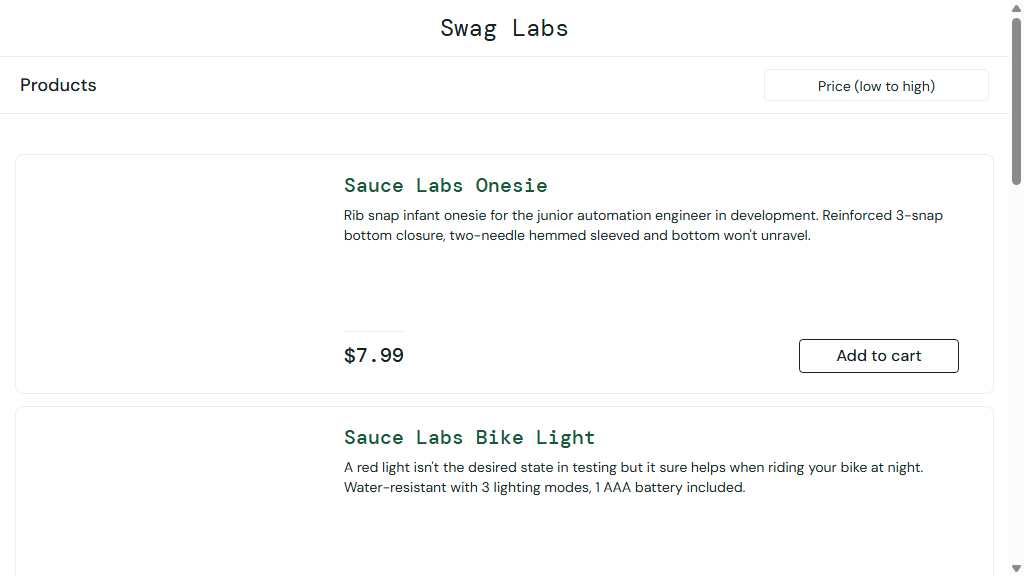 Swag Labs
Products
Price (low to high)
Sauce Labs Onesie
Rib snap infant onesie for the junior automation engineer in development. Reinforced 3-snap
bottom closure, two-needle hemmed sleeved and bottom won't unravel.
$7.99
Add to cart
Sauce Labs Bike Light
A red light isn't the desired state in testing but it sure helps when riding your bike at night.
Water-resistant with 3 lighting modes, 1 AAA battery included.